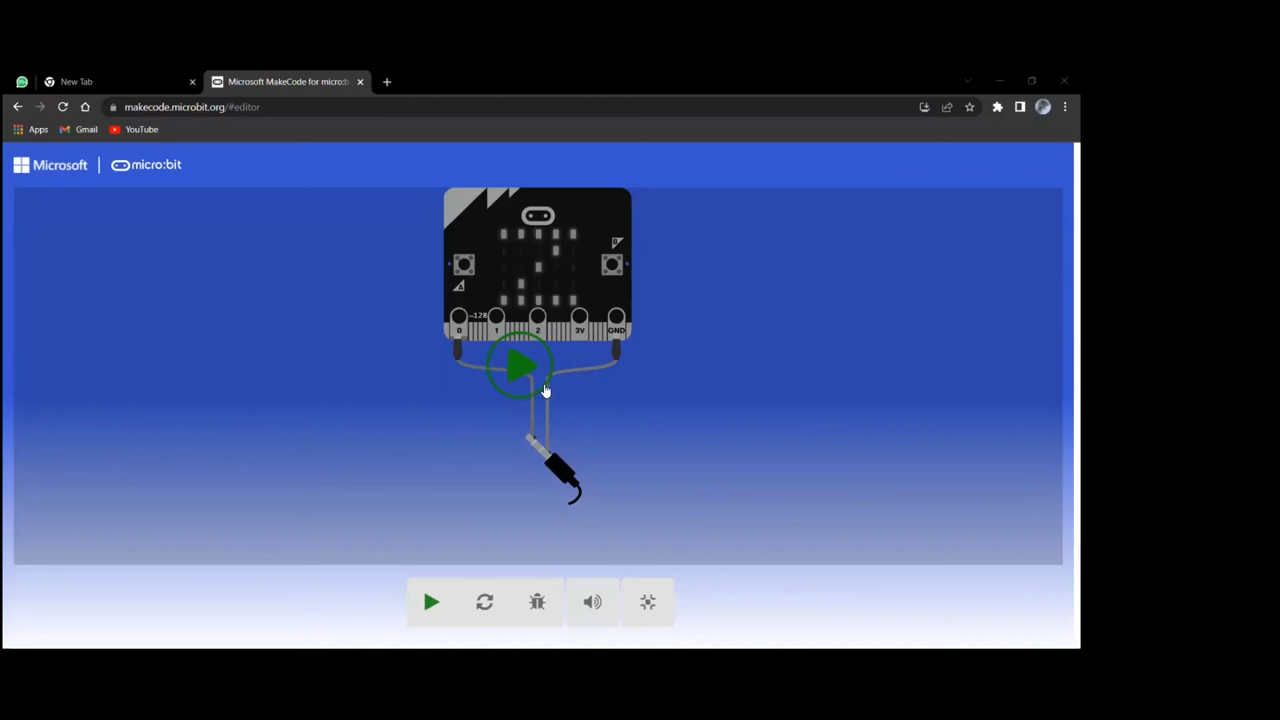 New Tab
Microsoft MakeCode for micro:b
makecode.microbit.org/#editor
Apps Gmail YouTube
Microsoft | micro:bit
B
A
-128
0 1 2 3V GND